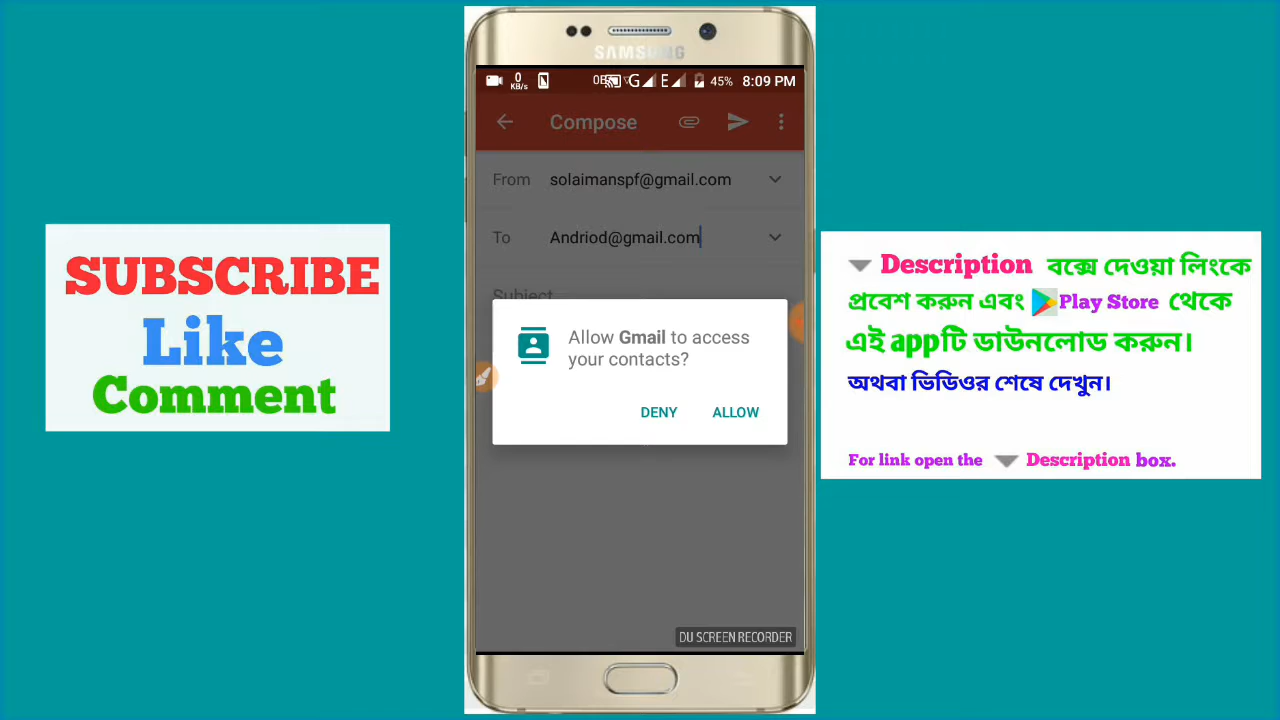 SUBSCRIBE
Like
Comment
SAMSUNG
0 KB/s G E 45% 8:09 PM
Compose
From solaimanspf@gmail.com
To Andriod@gmail.com
Subject
Allow Gmail to access
your contacts?
DENY ALLOW
DU SCREEN RECORDER
Description বক্সে দেওয়া লিংকে
প্রবেশ করুন এবং Play Store থেকে
এই appটি ডাউনলোড করুন।
অথবা ভিডিওর শেষে দেখুন।
For link open the Description box.